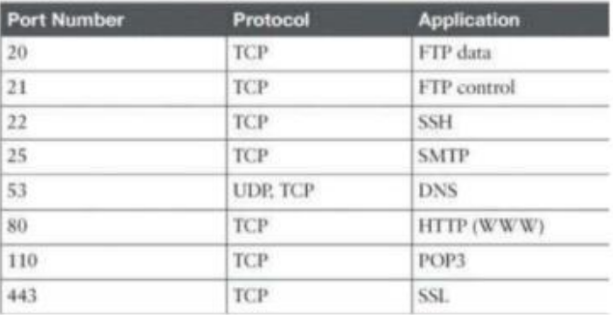 Port Number Protocol Application
20 TCP FTP data
21 TCP FTP control
22 TCP SSH
25 TCP SMTP
53 UDP, TCP DNS
80 TCP HTTP (WWW)
110 TCP POP3
443 TCP SSL